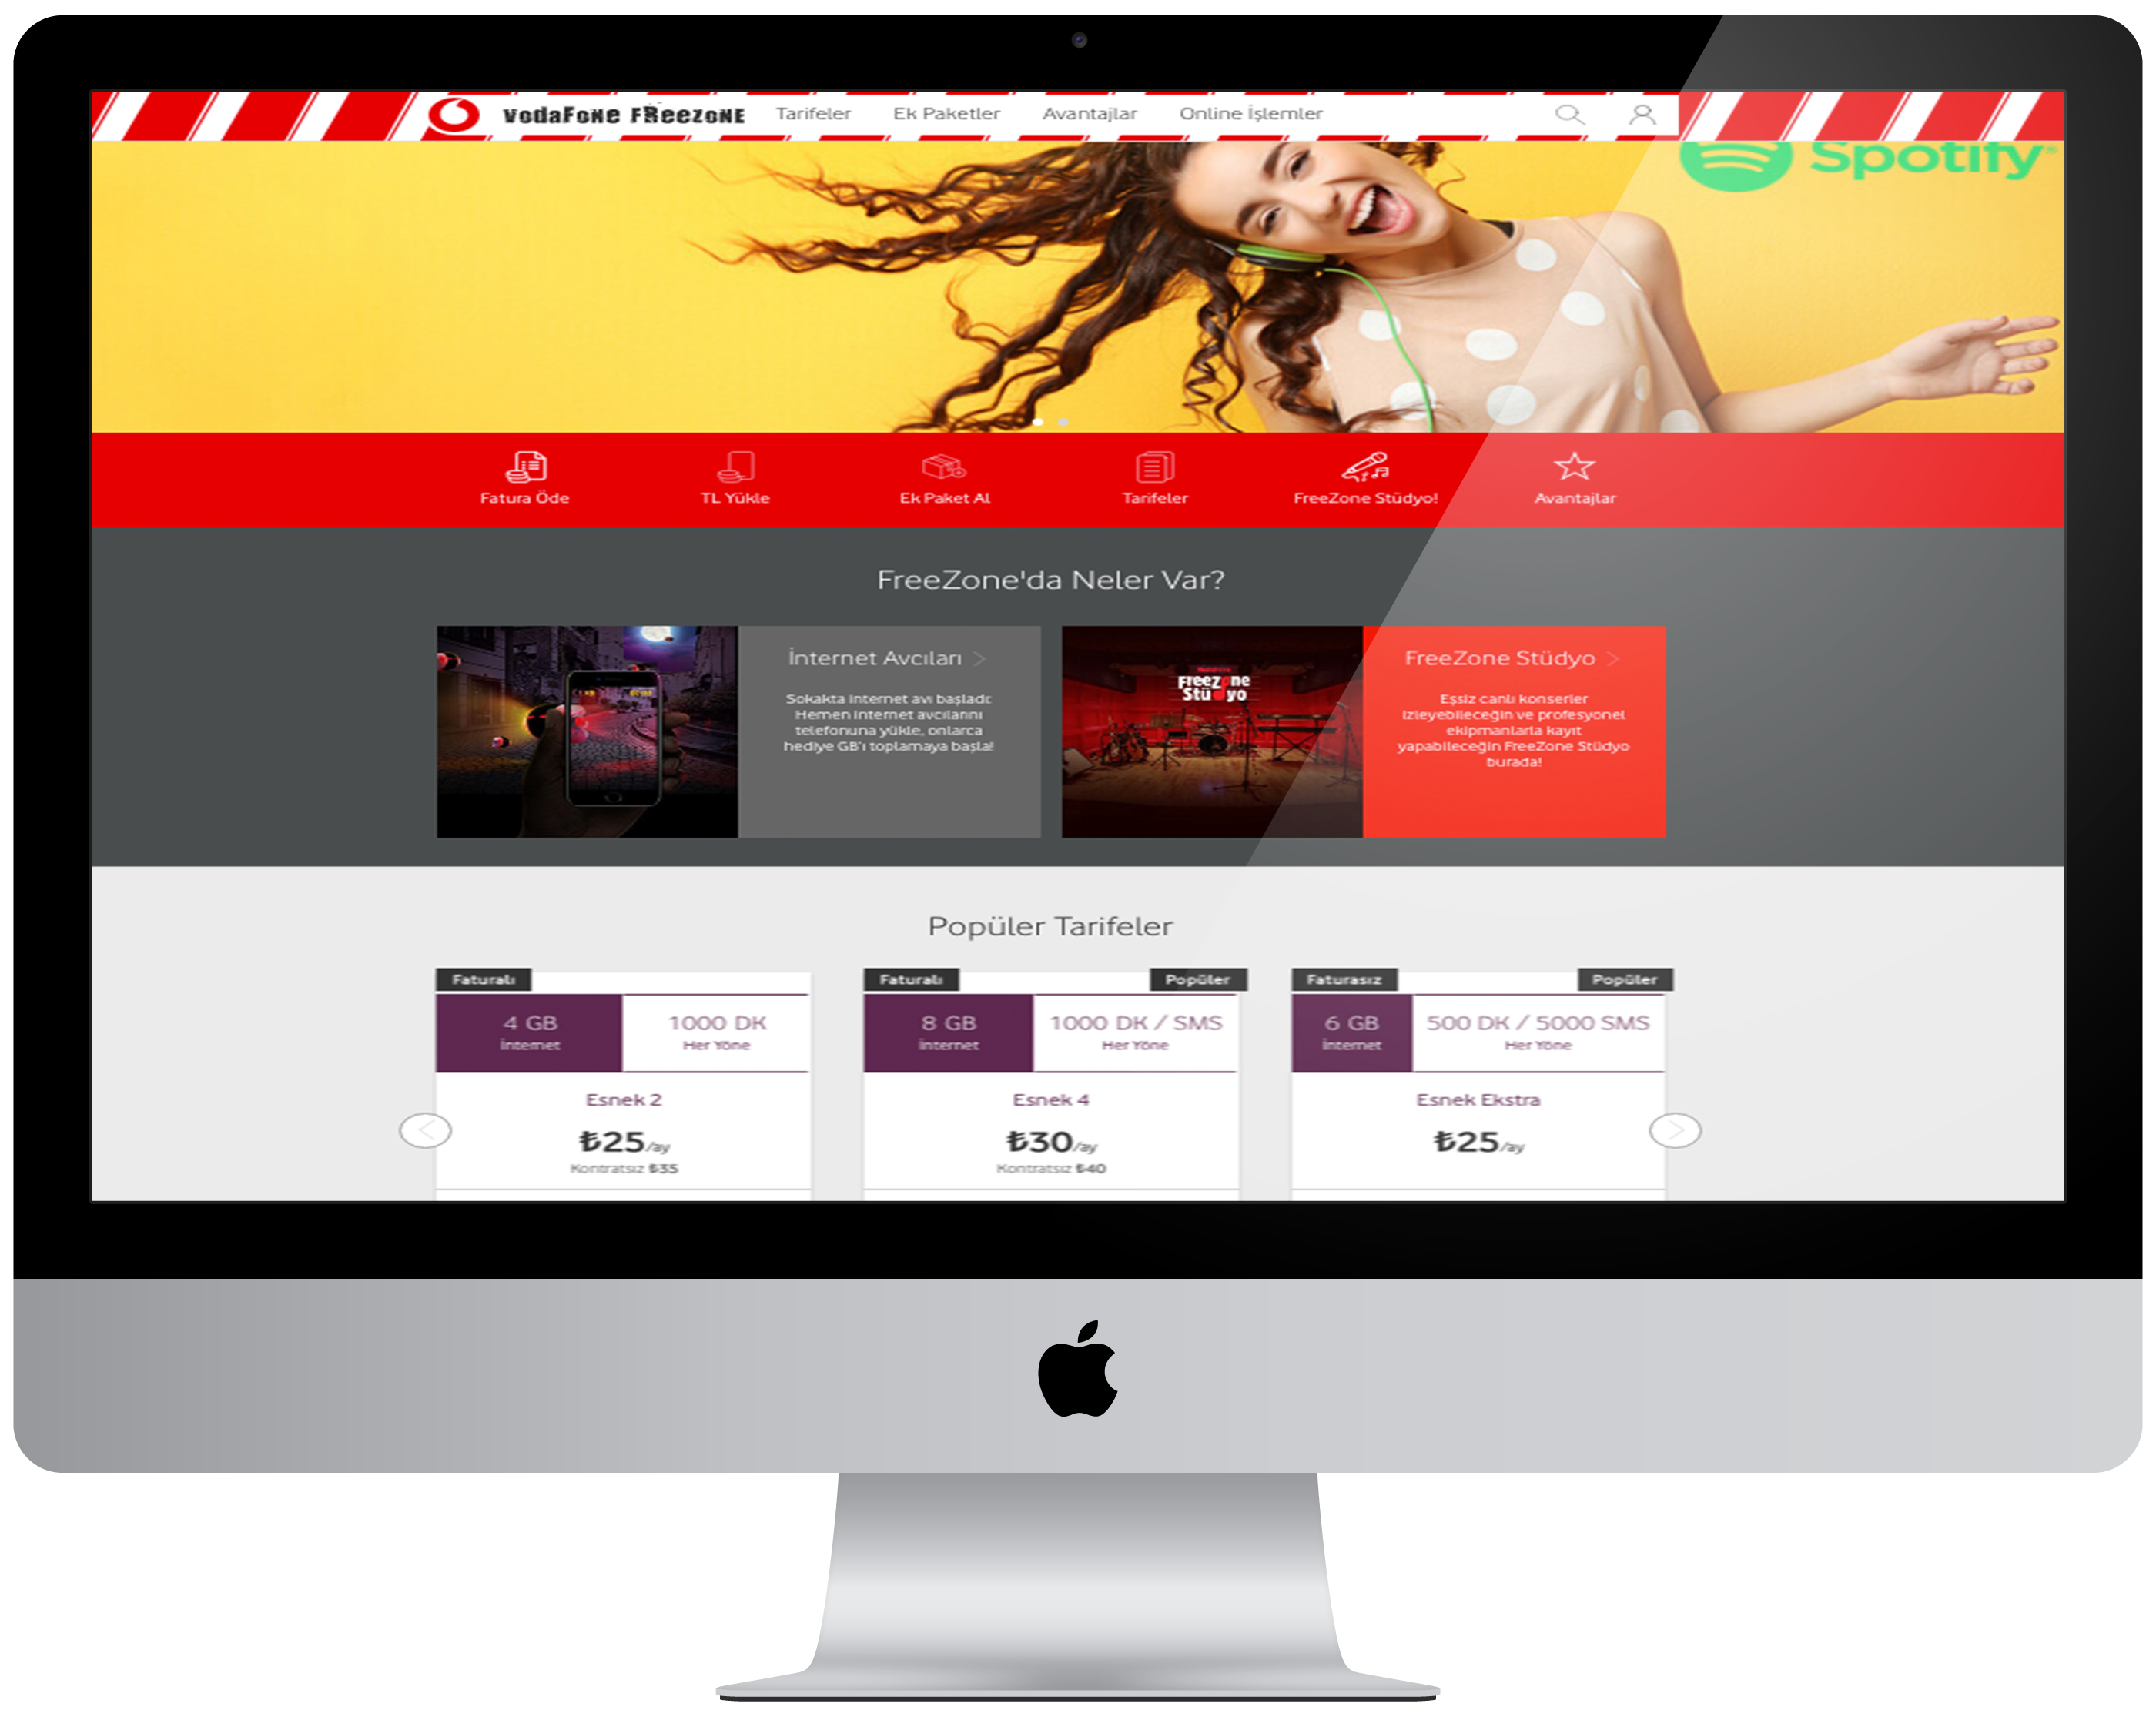 VodaFoNe FReezoNE
Tarifeler
Ek Paketler
Avantajlar
Online İşlemler
Spotify
Fatura Öde
TL Yükle
Ek Paket Al
Tarifeler
FreeZone Stüdyo!
Avantajlar
FreeZone'da Neler Var?
İnternet Avcıları >
Sokakta internet avı başladı!
Hemen internet avcılarını
telefonuna yükle, onlarca
hediye GB'ı toplamaya başla!
Freezone
Stüdyo
FreeZone Stüdyo >
Eşsiz canlı konserler
izleyebileceğin ve profesyonel
ekipmanlarla kayıt
yapabileceğin FreeZone Stüdyo
burada!
Popüler Tarifeler
Faturalı
4 GB
İnternet
1000 DK
Her Yöne
Esnek 2
₺25/ay
Kontratsız ₺35
Faturalı
Popüler
8 GB
İnternet
1000 DK / SMS
Her Yöne
Esnek 4
₺30/ay
Kontratsız ₺40
Faturasız
Popüler
6 GB
İnternet
500 DK / 5000 SMS
Her Yöne
Esnek Ekstra
₺25/ay